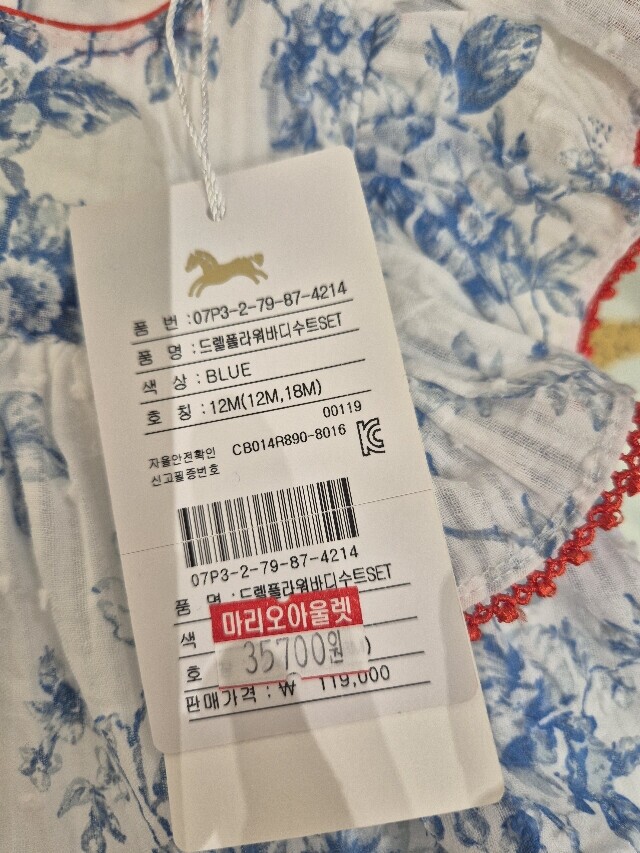 품 번 : 07P3-2-79-87-4214
품 명 : 드렐플라워바디수트SET
색 상 : BLUE
호 칭 : 12M(12M,18M)
00119
자율안전확인 CB014R890-8016
신고필증번호
07P3-2-79-87-4214
품 명 : 드렐플라워바디수트SET
색
마리오아울렛
호
35700원
)
판매가격 : ₩ 119,000